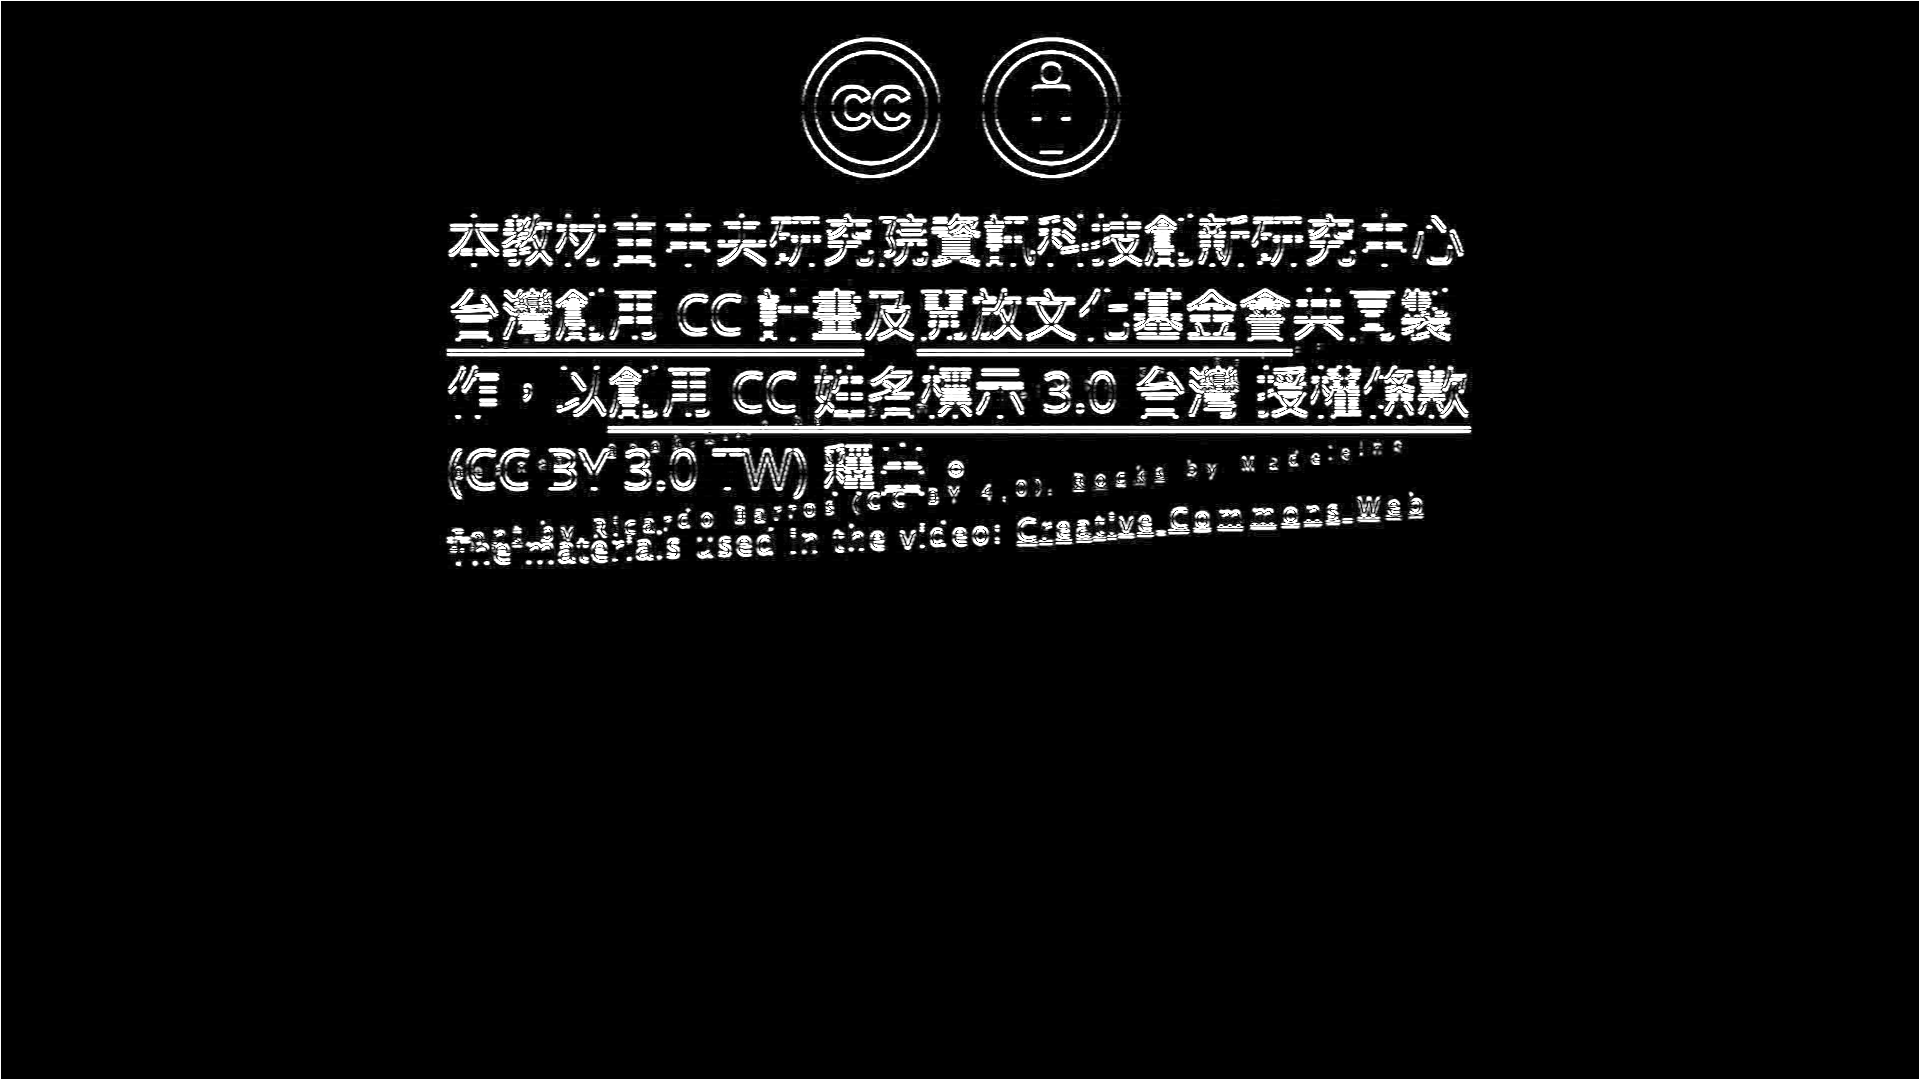 cc
本教材由中央研究院資訊科技創新研究中心
台灣創用 CC 計畫及開放文化基金會共同製
作，以創用 CC 姓名標示 3.0 台灣 授權條款
(CC BY 3.0 TW) 釋出。
Font by Ricardo Barros (CC BY 4.0). Books by Madeleine
The materials used in the video: Creative Commons Web